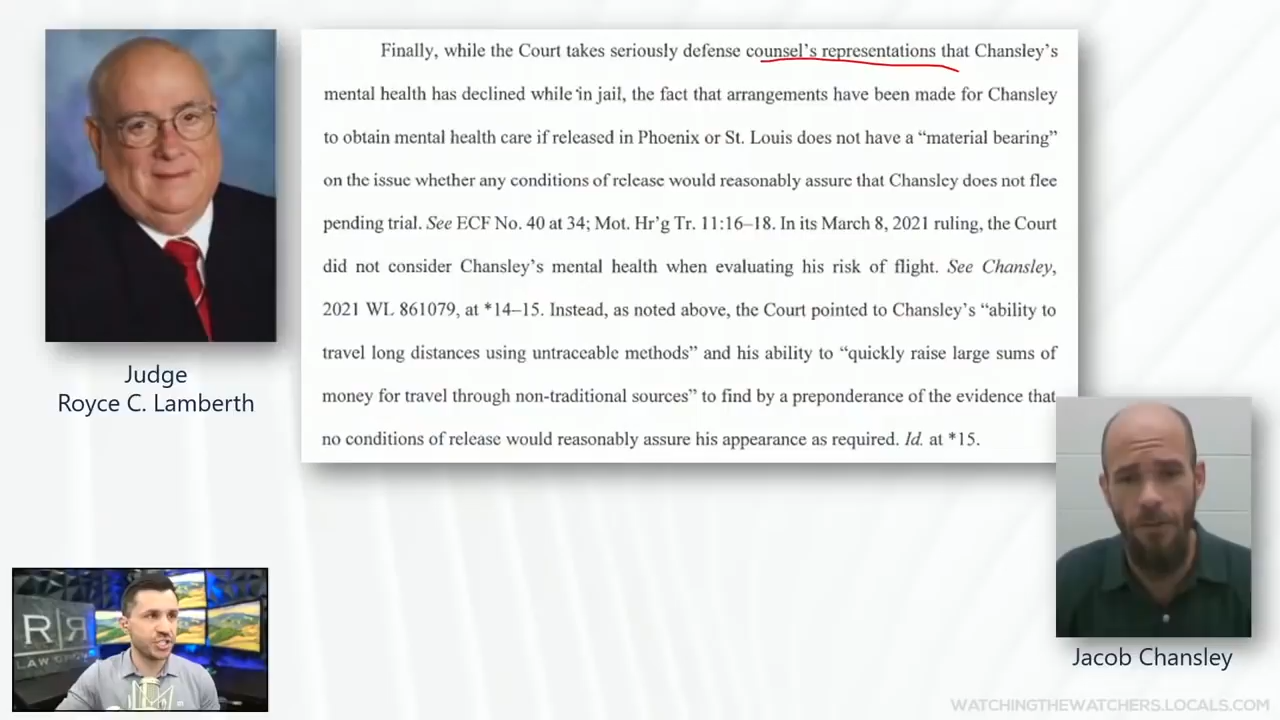 Finally, while the Court takes seriously defense counsel's representations that Chansley's
mental health has declined while in jail, the fact that arrangements have been made for Chansley
to obtain mental health care if released in Phoenix or St. Louis does not have a “material bearing”
on the issue whether any conditions of release would reasonably assure that Chansley does not flee
pending trial. See ECF No. 40 at 34; Mot. Hr'g Tr. 11:16–18. In its March 8, 2021 ruling, the Court
did not consider Chansley's mental health when evaluating his risk of flight. See Chansley,
2021 WL 861079, at *14–15. Instead, as noted above, the Court pointed to Chansley's “ability to
travel long distances using untraceable methods” and his ability to “quickly raise large sums of
money for travel through non-traditional sources” to find by a preponderance of the evidence that
no conditions of release would reasonably assure his appearance as required. Id. at *15.
Judge
Royce C. Lamberth
Jacob Chansley
R|R
LAW GROUP
WATCHINGTHEWATCHERS.LOCALS.COM